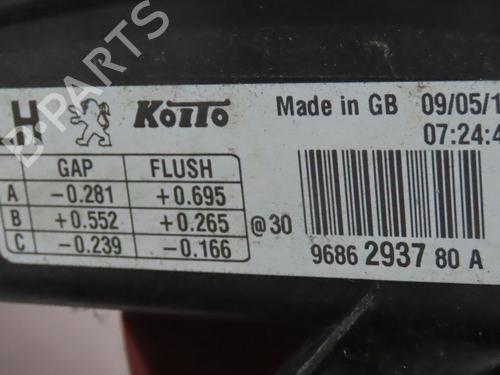 B-PARTS
H KOITO Made in GB 09/05/1
07:24:4
GAP FLUSH
A -0.281 +0.695
B +0.552 +0.265 @30
C -0.239 -0.166
9686 2937 80 A